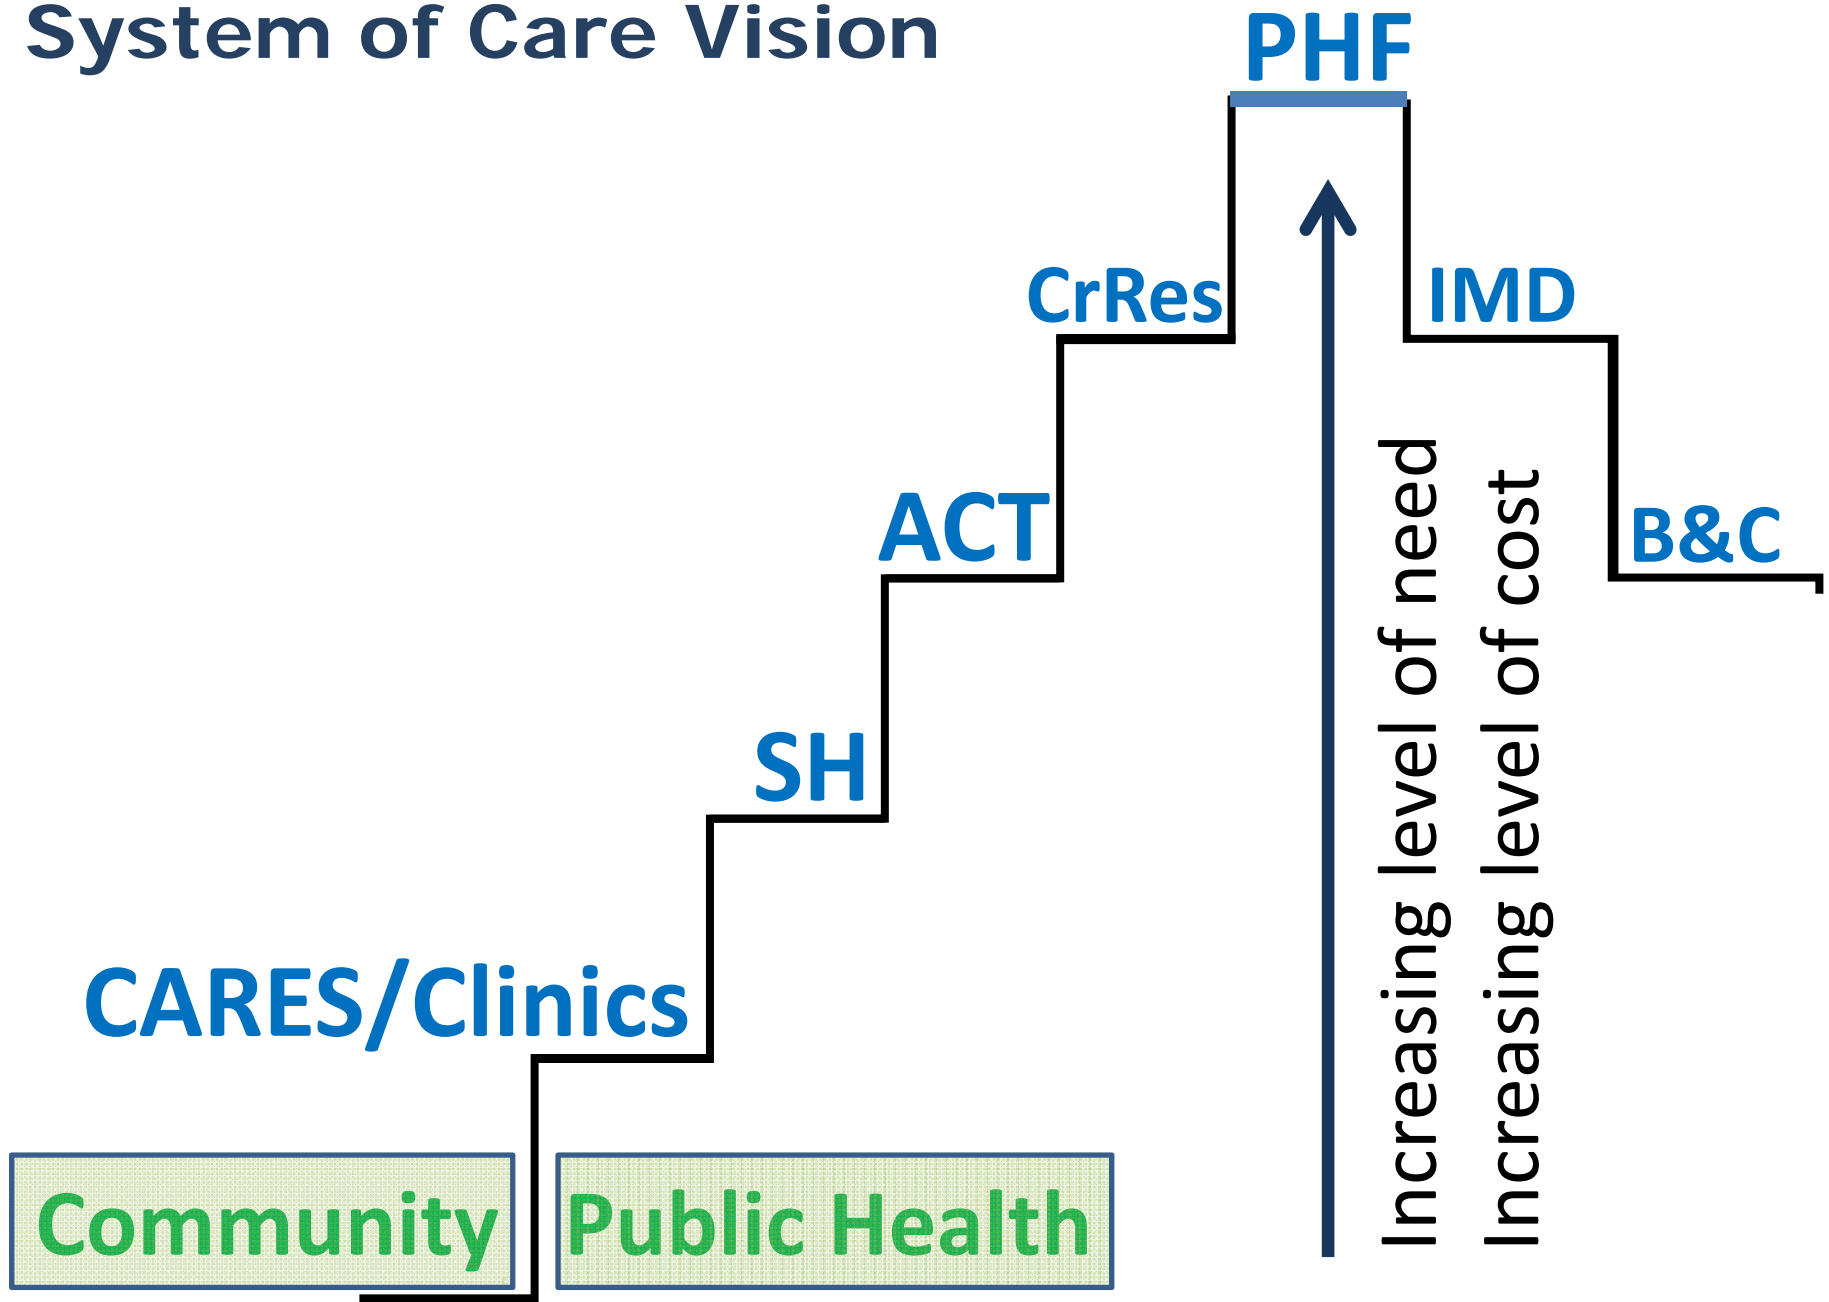 System of Care Vision
PHF
CrRes
IMD
ACT
B&C
SH
CARES/Clinics
Community
Public Health
Increasing level of need
Increasing level of cost